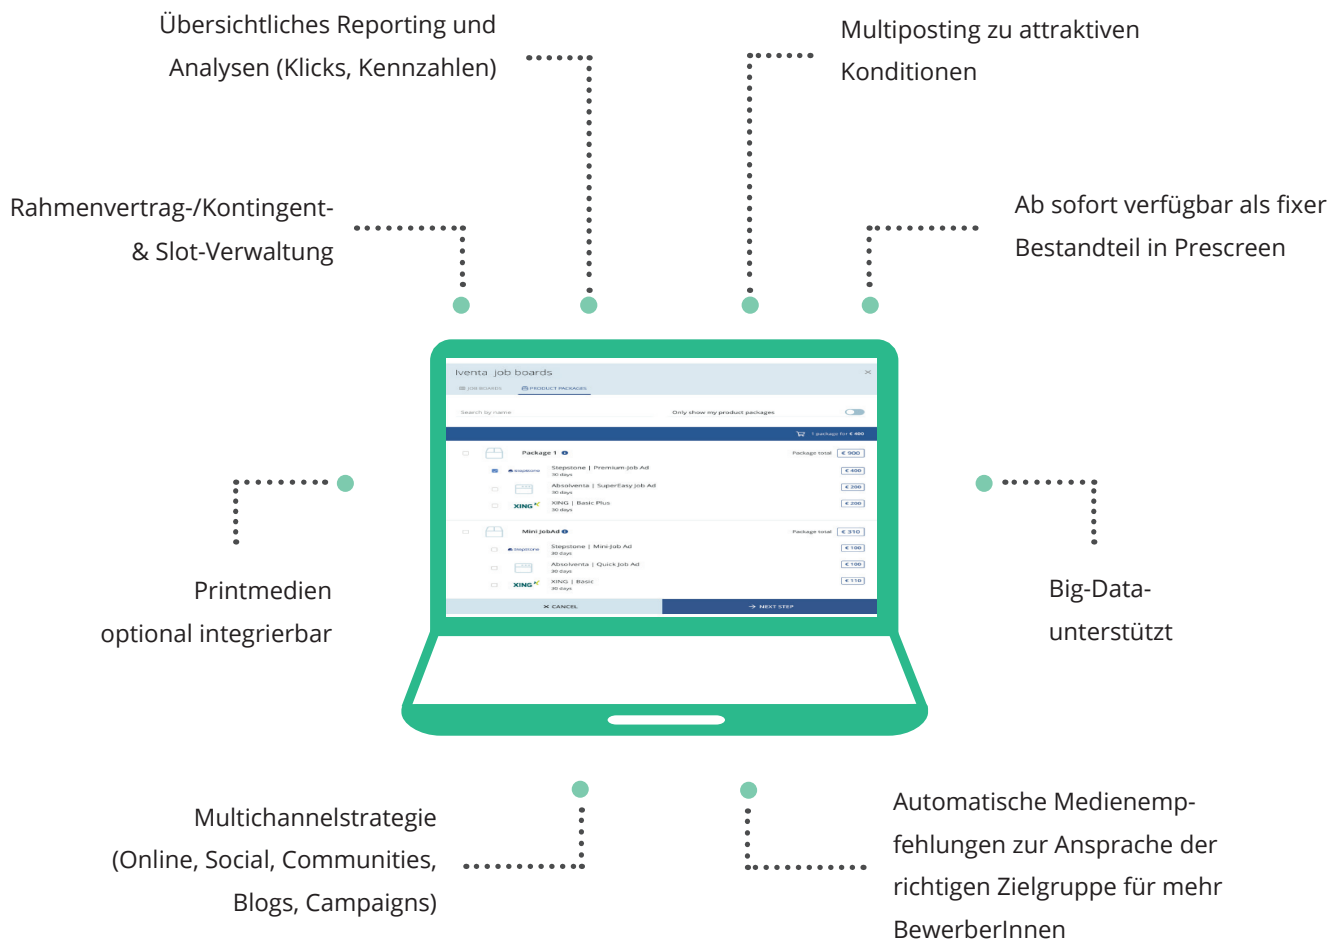 Übersichtliches Reporting und
Analysen (Klicks, Kennzahlen)
Multiposting zu attraktiven
Konditionen
Rahmenvertrag-/Kontingent-
& Slot-Verwaltung
Ab sofort verfügbar als fixer
Bestandteil in Prescreen
Iventa job boards
JOB BOARDS PRODUCT PACKAGES
Search by name Only show my product packages
1 package for € 400
Package 1 Package total € 900
stepstone Stepstone | Premium-Job Ad € 400
30 days
Absolventa | SuperEasy Job Ad € 200
30 days
XING XING | Basic Plus € 200
30 days
Mini JobAd Package total € 310
stepstone Stepstone | Mini-Job Ad € 100
30 days
Absolventa | Quick Job Ad € 100
30 days
XING XING | Basic € 110
30 days
CANCEL NEXT STEP
Printmedien
optional integrierbar
Big-Data-
unterstützt
Multichannelstrategie
(Online, Social, Communities,
Blogs, Campaigns)
Automatische Medienemp-
fehlungen zur Ansprache der
richtigen Zielgruppe für mehr
BewerberInnen